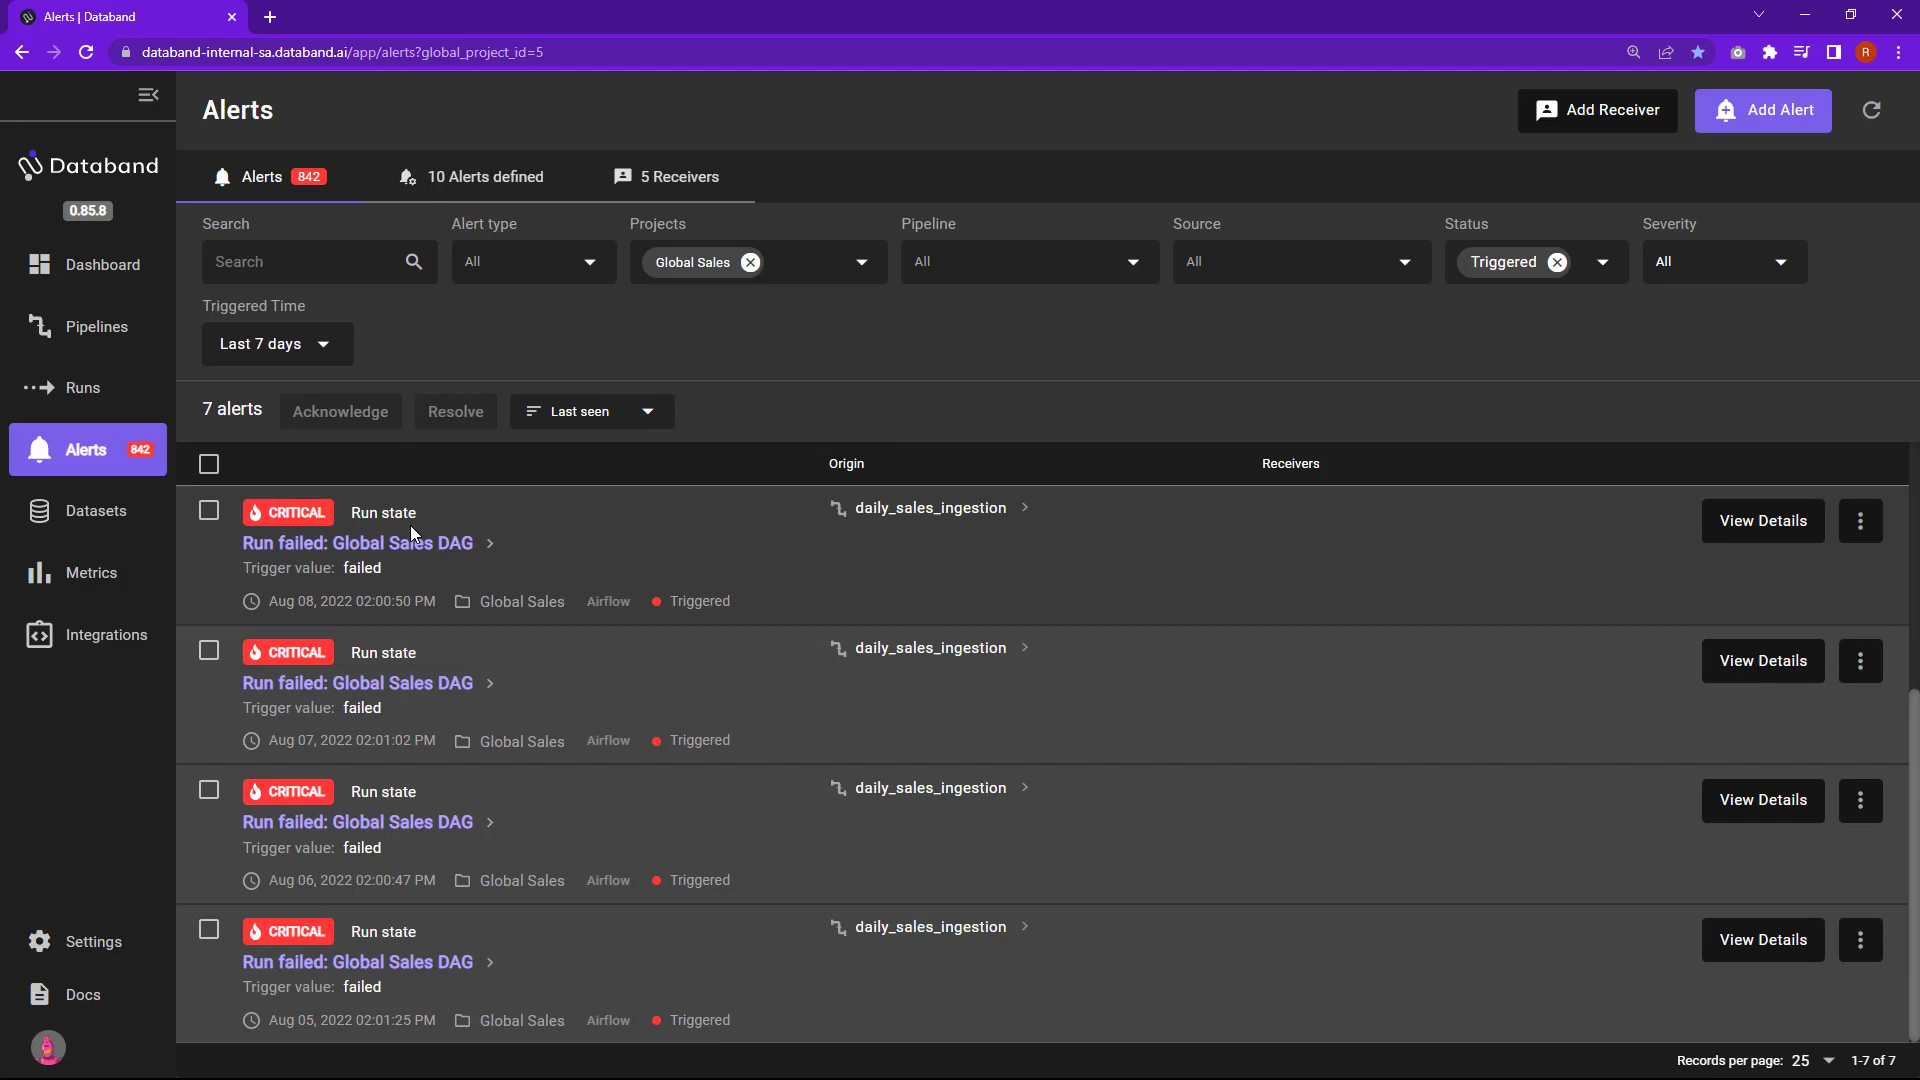 Alerts | Databand
databand-internal-sa.databand.ai/app/alerts?global_project_id=5
R
Databand
0.85.8
Dashboard
Pipelines
Runs
Alerts 842
Datasets
Metrics
Integrations
Settings
Docs
Alerts
Add Receiver
Add Alert
Alerts 842
10 Alerts defined
5 Receivers
Search Alert type Projects Pipeline Source Status Severity
Search All Global Sales All All Triggered All
Triggered Time
Last 7 days
7 alerts Acknowledge Resolve Last seen
Origin Receivers
CRITICAL Run state daily_sales_ingestion View Details
Run failed: Global Sales DAG
Trigger value: failed
Aug 08, 2022 02:00:50 PM Global Sales Airflow Triggered
CRITICAL Run state daily_sales_ingestion View Details
Run failed: Global Sales DAG
Trigger value: failed
Aug 07, 2022 02:01:02 PM Global Sales Airflow Triggered
CRITICAL Run state daily_sales_ingestion View Details
Run failed: Global Sales DAG
Trigger value: failed
Aug 06, 2022 02:00:47 PM Global Sales Airflow Triggered
CRITICAL Run state daily_sales_ingestion View Details
Run failed: Global Sales DAG
Trigger value: failed
Aug 05, 2022 02:01:25 PM Global Sales Airflow Triggered
Records per page: 25 1-7 of 7